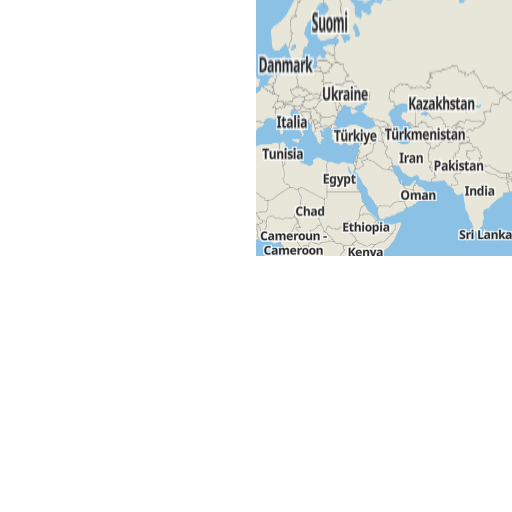 Suomi
Danmark
Ukraine
Kazakhstan
Italia
Türkiye
Türkmenistan
Tunisia
Iran
Pakistan
Egypt
India
Oman
Chad
Ethiopia
Cameroun -
Cameroon
Sri Lanka
Kenya